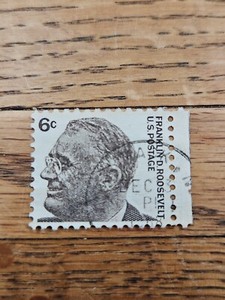 6c
FRANKLIN D. ROOSEVELT
U.S. POSTAGE